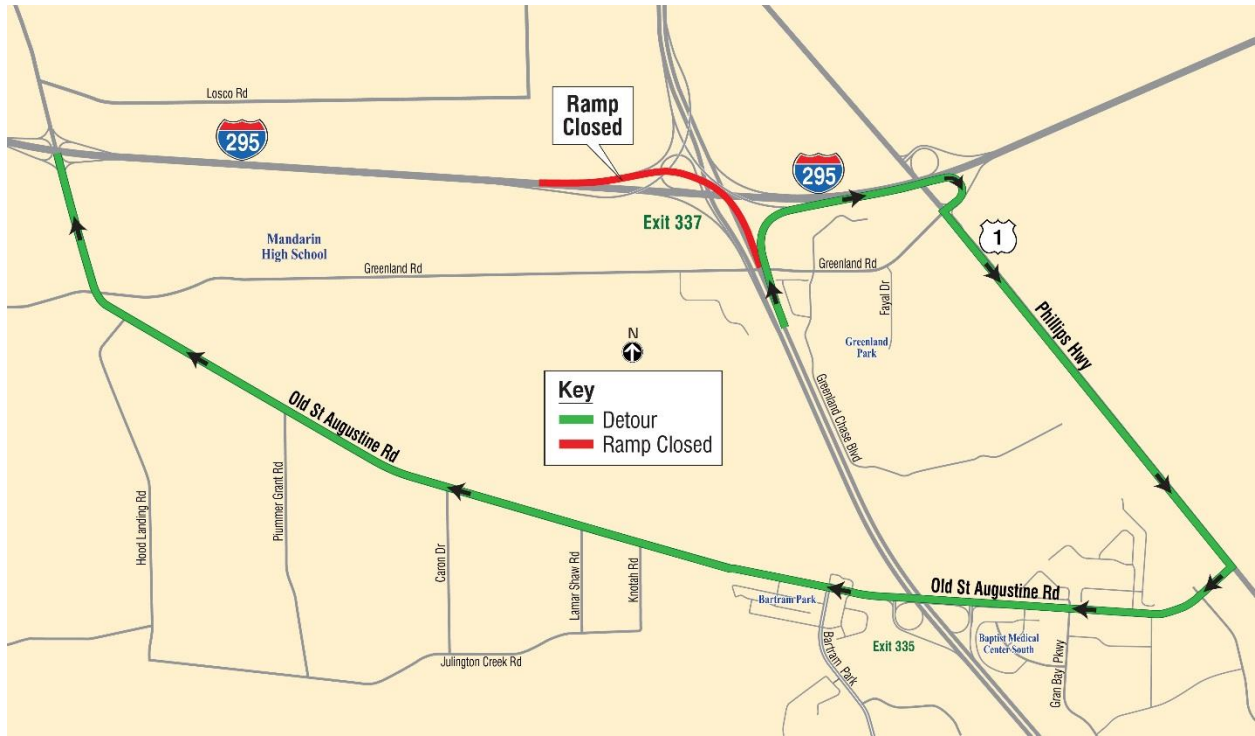 Losco Rd
Ramp
Closed
295
295
Exit 337
1
Mandarin
High School
Greenland Rd
Greenland Rd
Fayal Dr
Phillips Hwy
N
Greenland
Park
Key
Detour
Ramp Closed
Greenland Chase Blvd
Old St Augustine Rd
Hood Landing Rd
Plummer Grant Rd
Caron Dr
Lamar Shaw Rd
Knotah Rd
Bartram Park
Old St Augustine Rd
Exit 335
Baptist Medical
Center South
Bartram Park
Gran Bay Pkwy
Julington Creek Rd